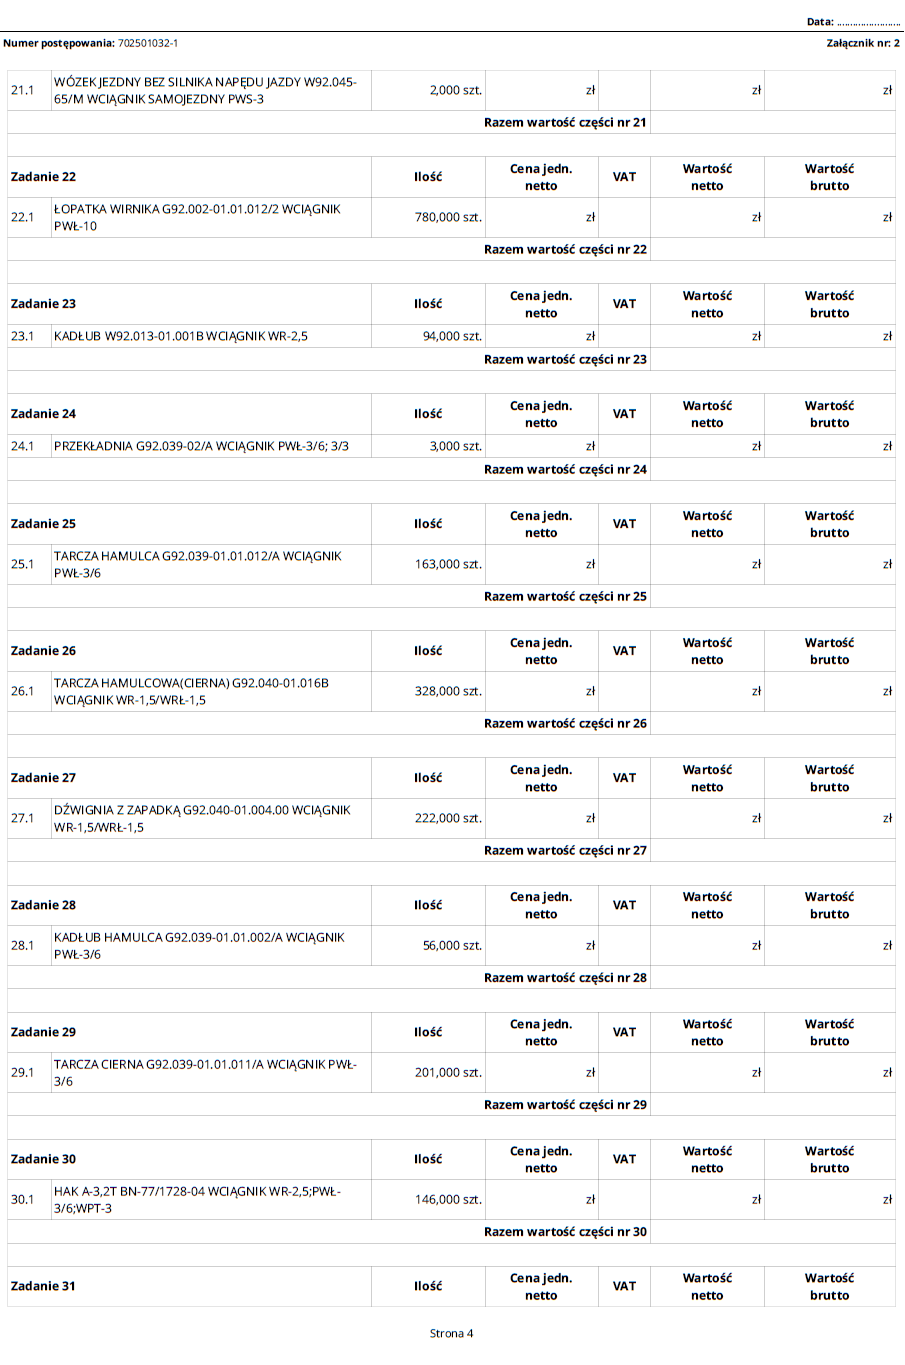 Data: ........................
Numer postępowania: 702501032-1 Załącznik nr: 2
21.1 WÓZEK JEZDNY BEZ SILNIKA NAPĘDU JAZDY W92.045-
65/M WCIĄGNIK SAMOJEZDNY PWS-3 2,000 szt. zł zł zł
Razem wartość części nr 21
Zadanie 22 Ilość Cena jedn. netto VAT Wartość netto Wartość brutto
22.1 ŁOPATKA WIRNIKA G92.002-01.01.012/2 WCIĄGNIK
PWŁ-10 780,000 szt. zł zł zł
Razem wartość części nr 22
Zadanie 23 Ilość Cena jedn. netto VAT Wartość netto Wartość brutto
23.1 KADŁUB W92.013-01.001B WCIĄGNIK WR-2,5 94,000 szt. zł zł zł
Razem wartość części nr 23
Zadanie 24 Ilość Cena jedn. netto VAT Wartość netto Wartość brutto
24.1 PRZEKŁADNIA G92.039-02/A WCIĄGNIK PWŁ-3/6; 3/3 3,000 szt. zł zł zł
Razem wartość części nr 24
Zadanie 25 Ilość Cena jedn. netto VAT Wartość netto Wartość brutto
25.1 TARCZA HAMULCA G92.039-01.01.012/A WCIĄGNIK
PWŁ-3/6 163,000 szt. zł zł zł
Razem wartość części nr 25
Zadanie 26 Ilość Cena jedn. netto VAT Wartość netto Wartość brutto
26.1 TARCZA HAMULCOWA(CIERNA) G92.040-01.016B
WCIĄGNIK WR-1,5/WRŁ-1,5 328,000 szt. zł zł zł
Razem wartość części nr 26
Zadanie 27 Ilość Cena jedn. netto VAT Wartość netto Wartość brutto
27.1 DŹWIGNIA Z ZAPADKĄ G92.040-01.004.00 WCIĄGNIK
WR-1,5/WRŁ-1,5 222,000 szt. zł zł zł
Razem wartość części nr 27
Zadanie 28 Ilość Cena jedn. netto VAT Wartość netto Wartość brutto
28.1 KADŁUB HAMULCA G92.039-01.01.002/A WCIĄGNIK
PWŁ-3/6 56,000 szt. zł zł zł
Razem wartość części nr 28
Zadanie 29 Ilość Cena jedn. netto VAT Wartość netto Wartość brutto
29.1 TARCZA CIERNA G92.039-01.01.011/A WCIĄGNIK PWŁ-
3/6 201,000 szt. zł zł zł
Razem wartość części nr 29
Zadanie 30 Ilość Cena jedn. netto VAT Wartość netto Wartość brutto
30.1 HAK A-3,2T BN-77/1728-04 WCIĄGNIK WR-2,5;PWŁ-
3/6;WPT-3 146,000 szt. zł zł zł
Razem wartość części nr 30
Zadanie 31 Ilość Cena jedn. netto VAT Wartość netto Wartość brutto
Strona 4